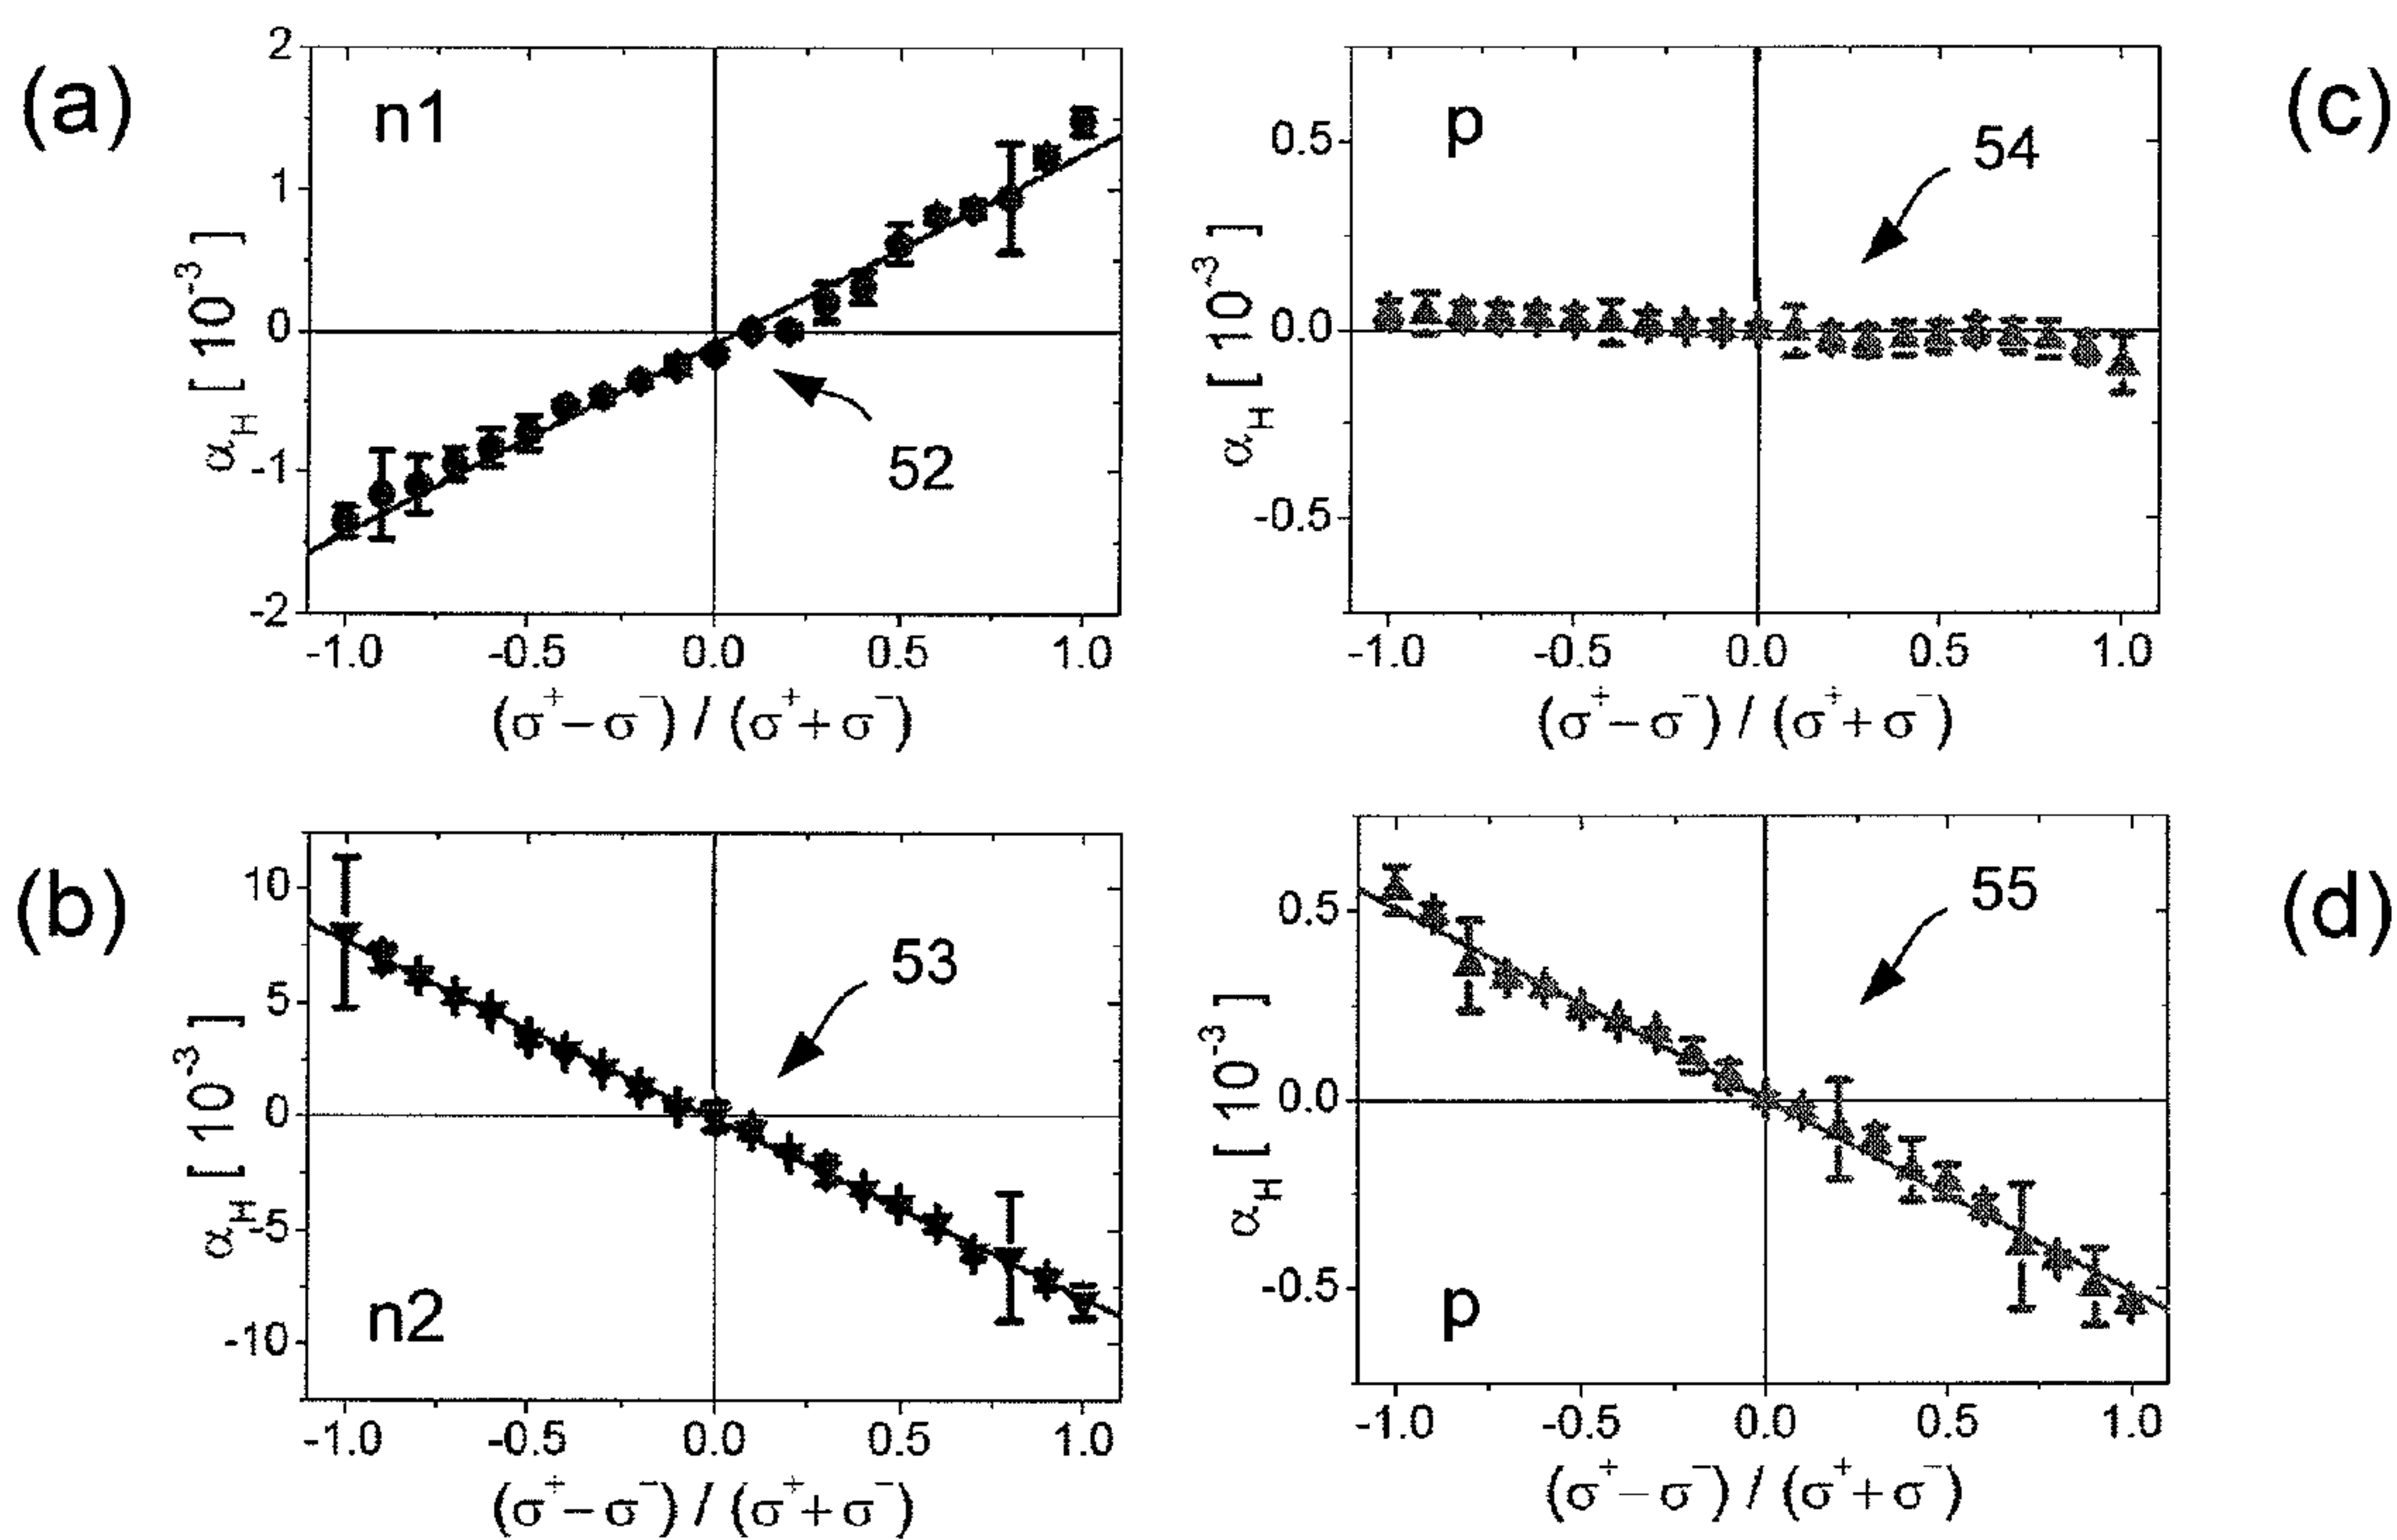 (a)
n1
2
1
0
-1
-2
α_H [ 10^-3 ]
52
-1.0 -0.5 0.0 0.5 1.0
(σ^+ – σ^-) / (σ^+ + σ^-)
(c)
p
0.5
0.0
-0.5
α_H [ 10^-3 ]
54
-1.0 -0.5 0.0 0.5 1.0
(σ^+ – σ^-) / (σ^+ + σ^-)
(b)
n2
10
5
0
-5
-10
α_H [ 10^-3 ]
53
-1.0 -0.5 0.0 0.5 1.0
(σ^+ – σ^-) / (σ^+ + σ^-)
(d)
p
0.5
0.0
-0.5
α_H [ 10^-3 ]
55
-1.0 -0.5 0.0 0.5 1.0
(σ^+ – σ^-) / (σ^+ + σ^-)